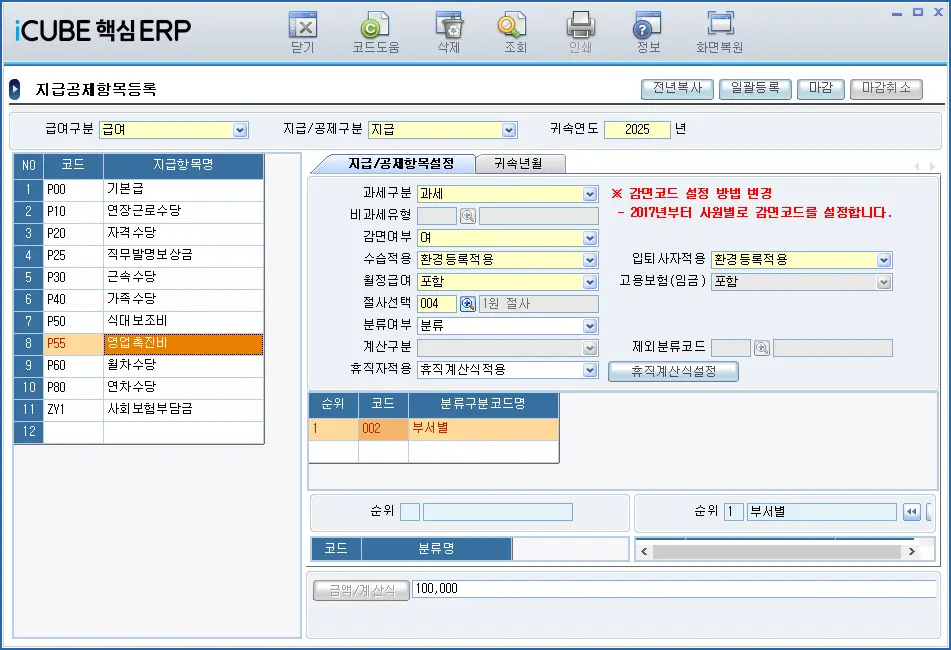 iCUBE 핵심ERP
닫기 코드도움 삭제 조회 인쇄 정보 화면복원
지급공제항목등록
전년복사 일괄등록 마감 마감취소
급여구분 급여 지급/공제구분 지급 귀속연도 2025 년
NO 코드 지급항목명
1 P00 기본급
2 P10 연장근로수당
3 P20 자격수당
4 P25 직무발명보상금
5 P30 근속수당
6 P40 가족수당
7 P50 식대보조비
8 P55 영업촉진비
9 P60 월차수당
10 P80 연차수당
11 ZY1 사회보험부담금
12
지급/공제항목설정 귀속년월
과세구분 과세
※ 감면코드 설정 방법 변경
비과세유형
- 2017년부터 사원별로 감면코드를 설정합니다.
감면여부 여
수습적용 환경등록적용 입퇴사자적용 환경등록적용
월정급여 포함 고용보험(임금) 포함
절사선택 004 1원 절사
분류여부 분류
계산구분 제외분류코드
휴직자적용 휴직계산식적용 휴직계산식설정
순위 코드 분류구분코드명
1 002 부서별
순위 순위 1 부서별
코드 분류명
금액/계산식 100,000